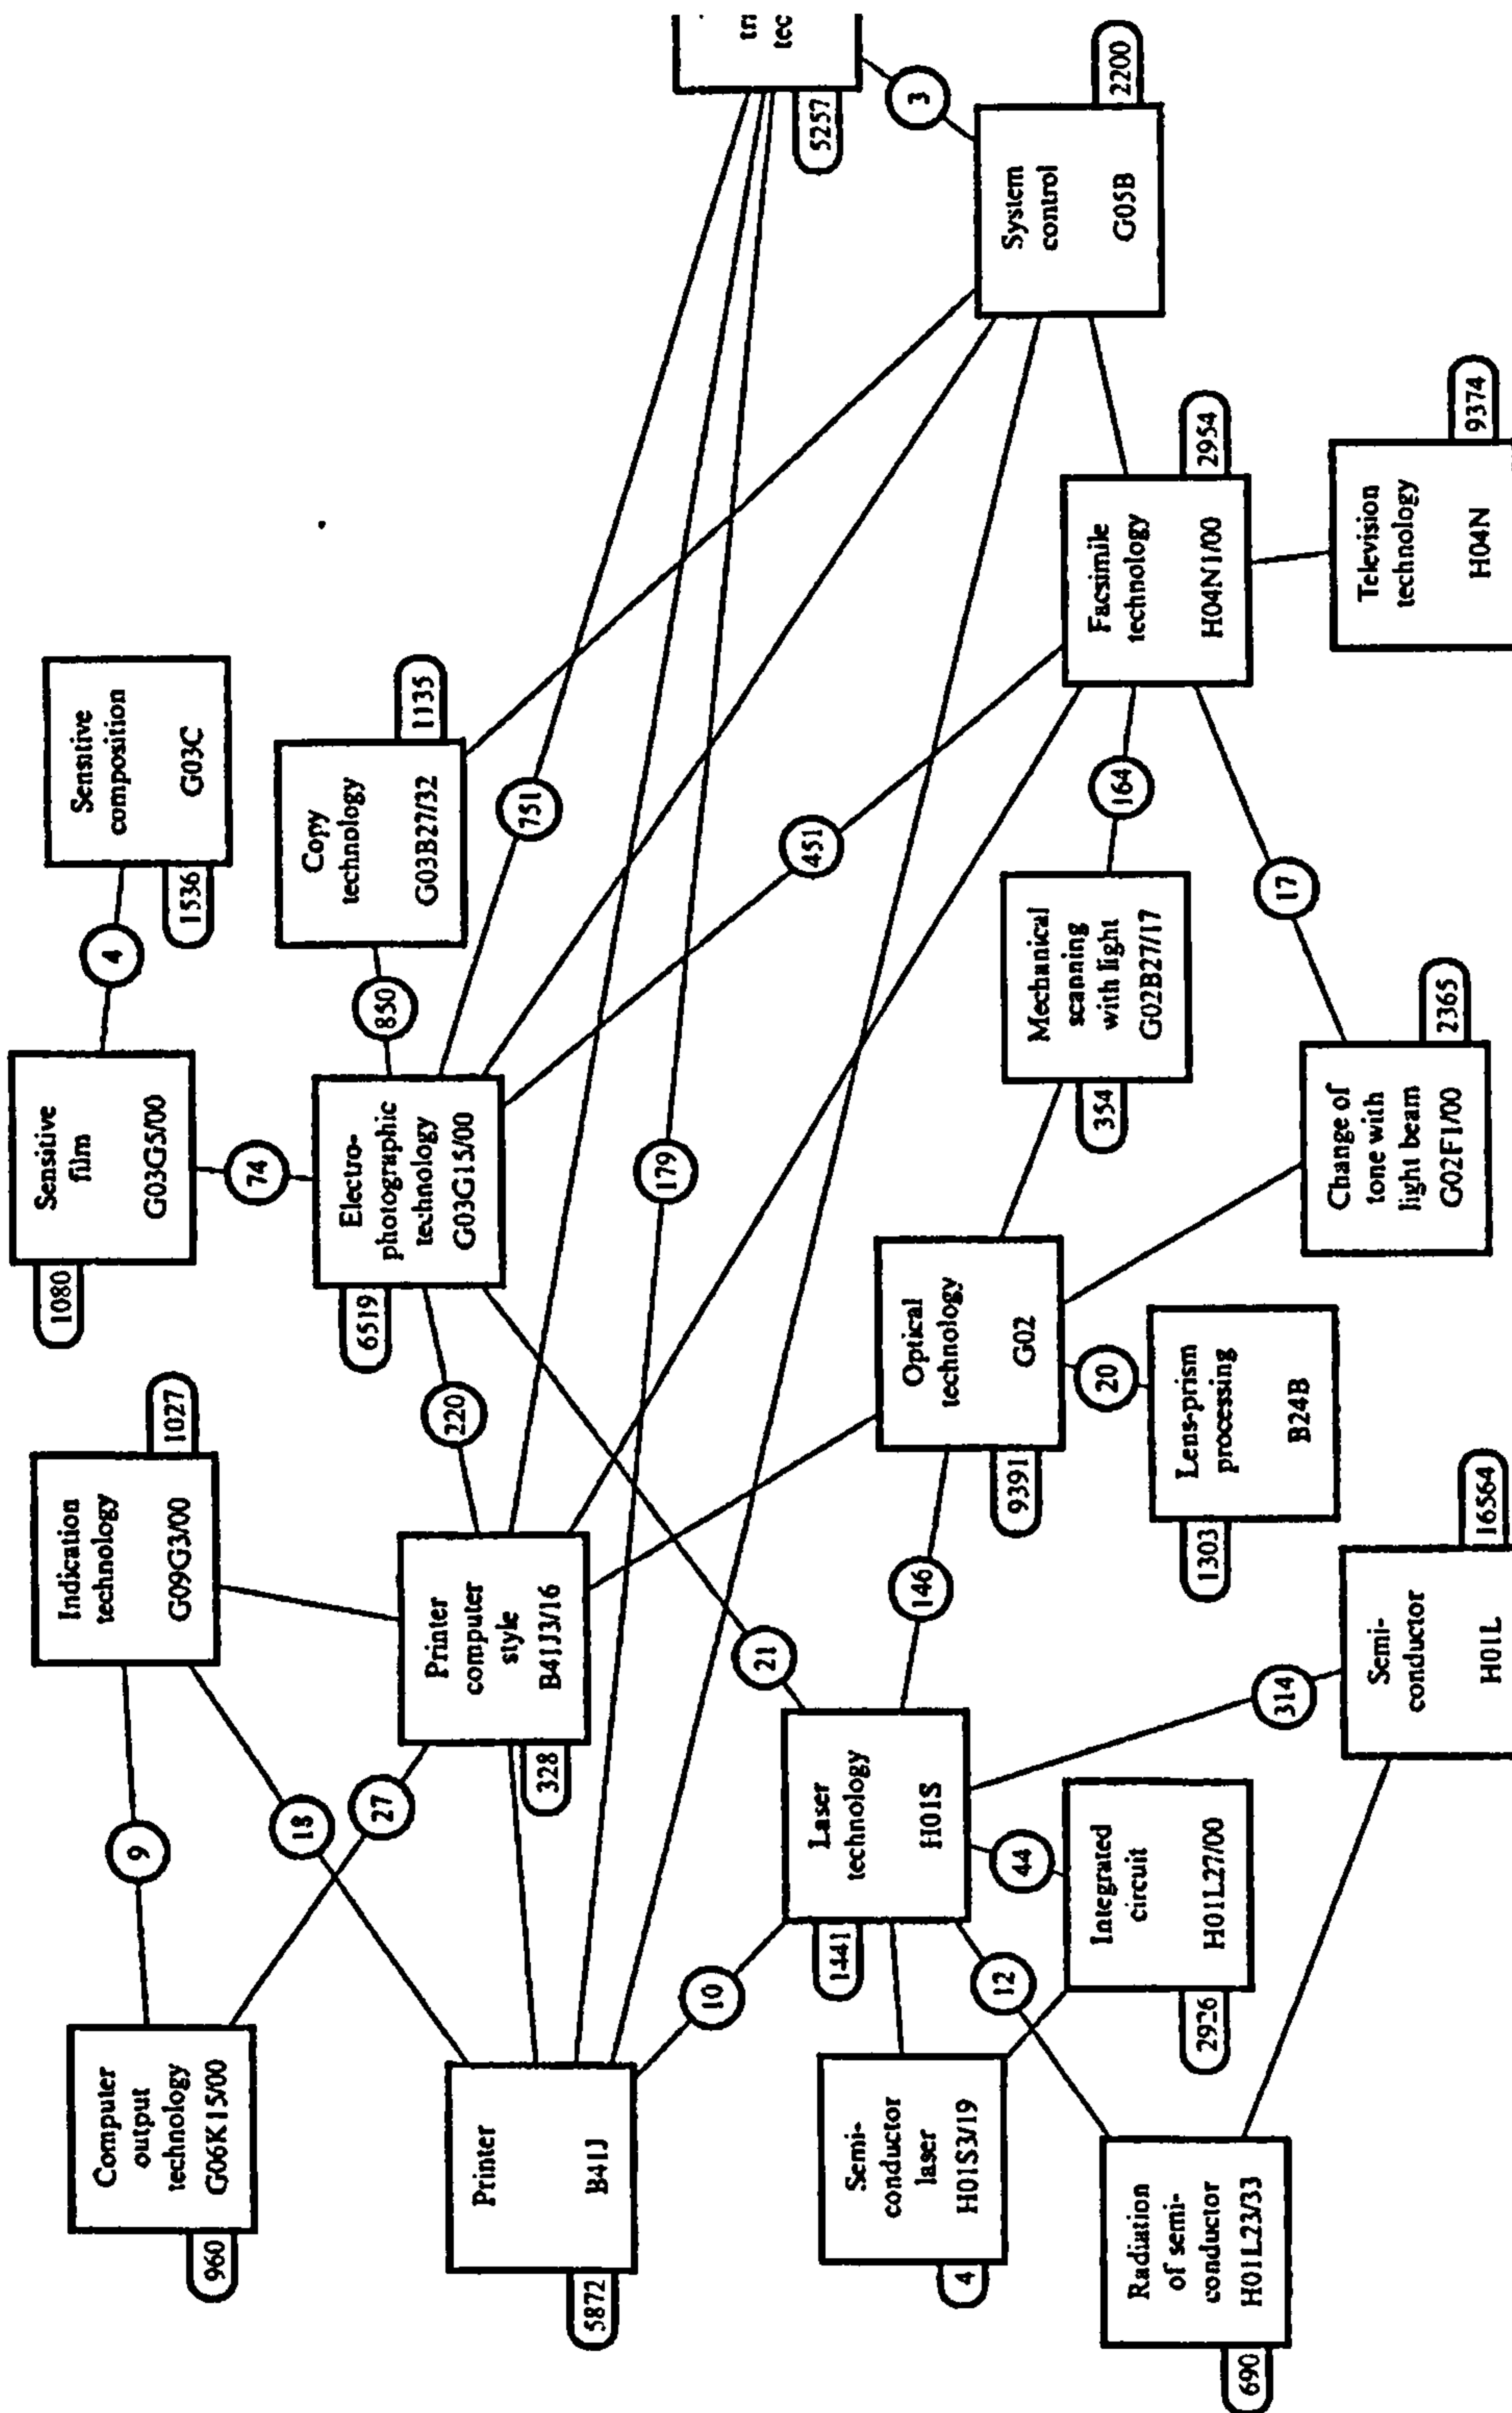 Computer
output
technology
G06K15/00
960
9
Indication
technology
G09G3/00
1027
18
27
Sensitive
film
G03G5/00
1080
4
Sensitive
composition
G03C
1536
74
Printer
B41J
5872
Printer
computer
style
B41J3/16
328
220
Electro-
photographic
technology
G03G15/00
6519
850
Copy
technology
G03B27/32
1135
751
179
451
5257
3
10
21
Laser
technology
H01S
1441
146
Optical
technology
G02
9391
Semi-
conductor
laser
H01S3/19
4
44
12
20
Mechanical
scanning
with light
G02B27/17
354
164
Facsimile
technology
H04N1/00
2954
System
control
G05B
2200
Radiation
of semi-
conductor
H01L23/33
690
Integrated
circuit
H01L27/00
2926
314
Lens-prism
processing
B24B
1303
17
Change of
tone with
light beam
G02F1/00
2365
Semi-
conductor
H01L
16564
Television
technology
H04N
9374